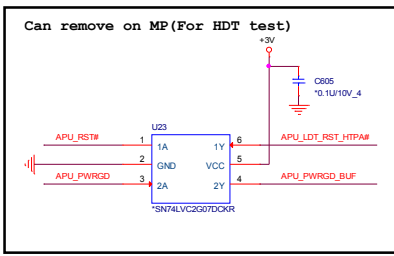 Can remove on MP(For HDT test)
+3V
C605
*0.1U/10V_4
U23
APU_RST# 1 1A 1Y 6 APU_LDT_RST_HTPA#
2 GND VCC 5
APU_PWRGD 3 2A 2Y 4 APU_PWRGD_BUF
*SN74LVC2G07DCKR